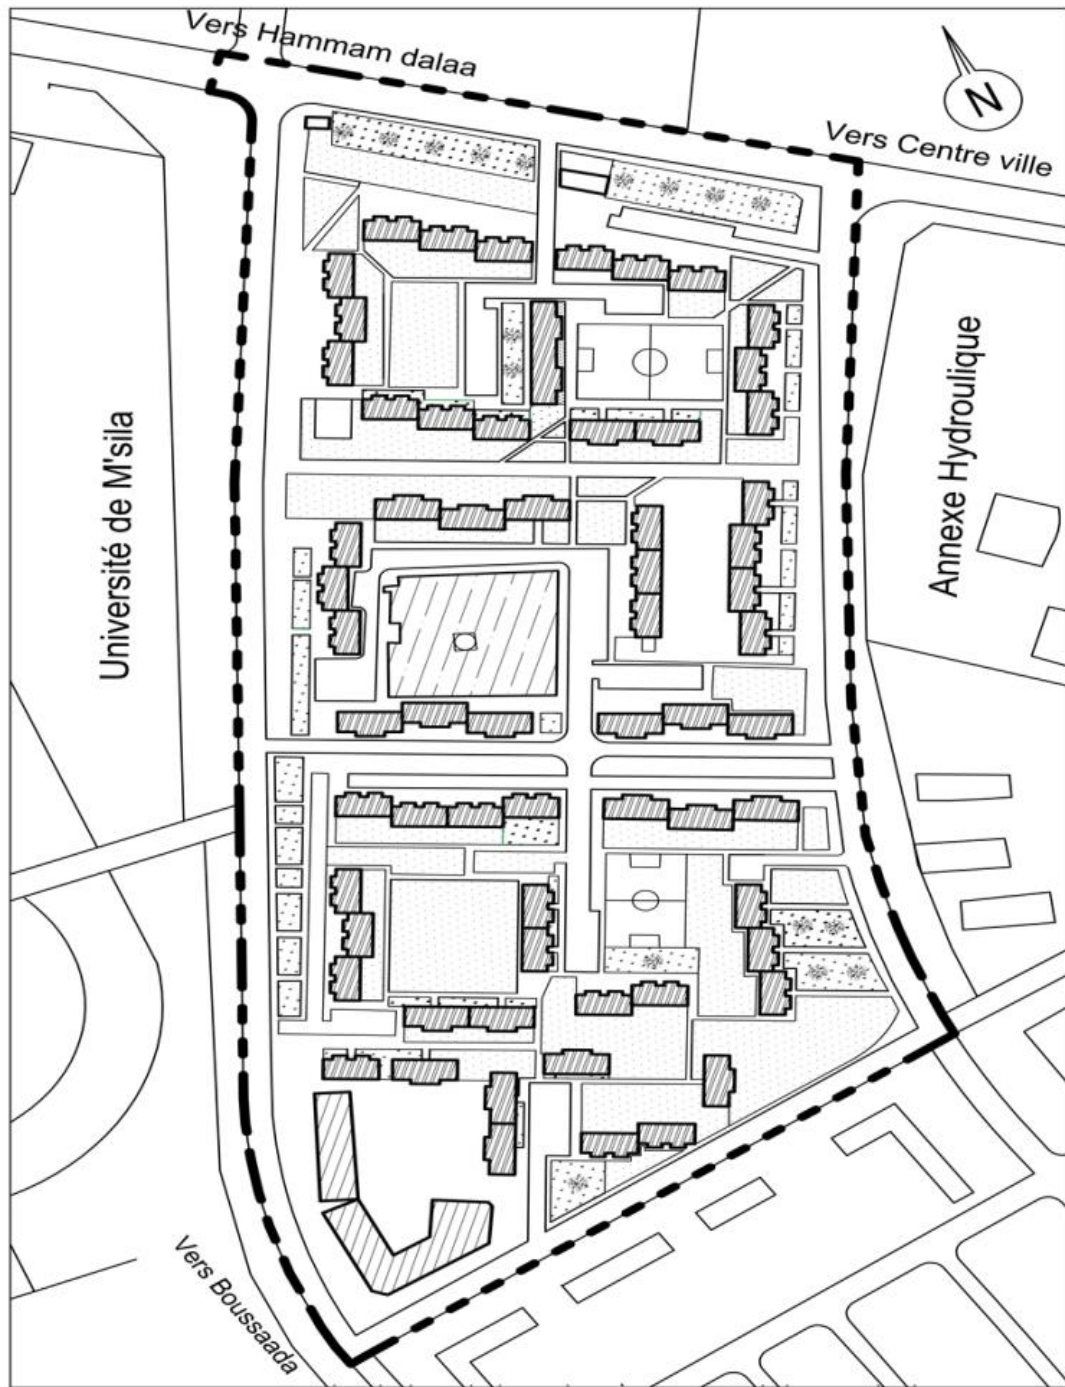 Vers Hammam dalaa
N
Vers Centre ville
Annexe Hydroulique
Université de M'sila
Vers Boussaada